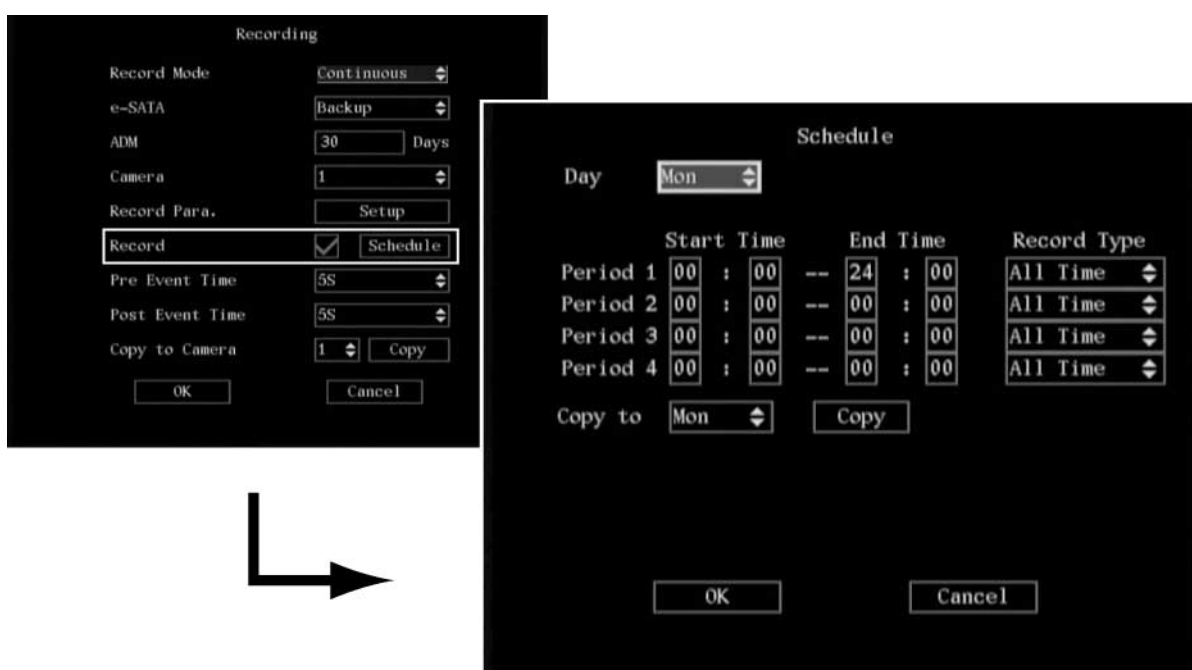 Recording
Record Mode Continuous
e-SATA Backup
ADM 30 Days
Camera 1
Record Para. Setup
Record Schedule
Pre Event Time 5S
Post Event Time 5S
Copy to Camera 1 Copy
OK Cancel
Schedule
Day Mon
Start Time End Time Record Type
Period 1 00 : 00 -- 24 : 00 All Time
Period 2 00 : 00 -- 00 : 00 All Time
Period 3 00 : 00 -- 00 : 00 All Time
Period 4 00 : 00 -- 00 : 00 All Time
Copy to Mon Copy
OK Cancel